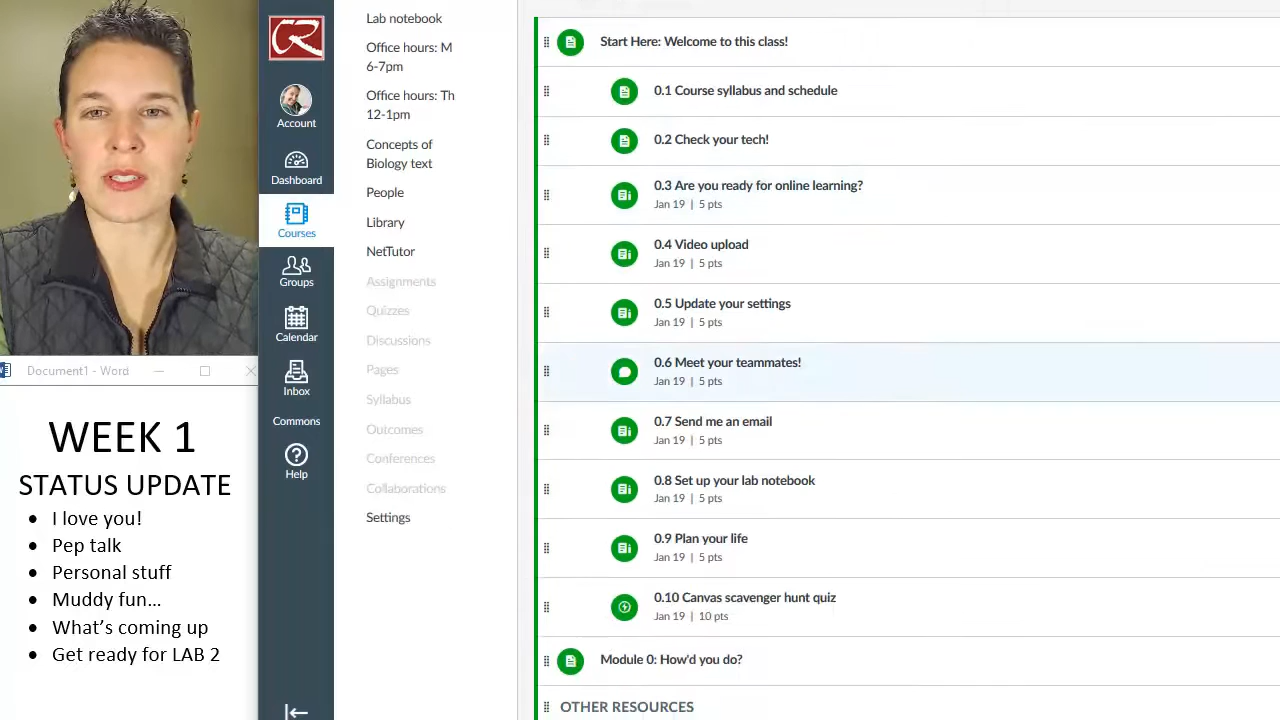 Document1 - Word
WEEK 1
STATUS UPDATE
• I love you!
• Pep talk
• Personal stuff
• Muddy fun…
• What's coming up
• Get ready for LAB 2
CR
Account
Dashboard
Courses
Groups
Calendar
Inbox
Commons
Help
Lab notebook
Office hours: M
6-7pm
Office hours: Th
12-1pm
Concepts of
Biology text
People
Library
NetTutor
Assignments
Quizzes
Discussions
Pages
Syllabus
Outcomes
Conferences
Collaborations
Settings
Start Here: Welcome to this class!
0.1 Course syllabus and schedule
0.2 Check your tech!
0.3 Are you ready for online learning?
Jan 19 | 5 pts
0.4 Video upload
Jan 19 | 5 pts
0.5 Update your settings
Jan 19 | 5 pts
0.6 Meet your teammates!
Jan 19 | 5 pts
0.7 Send me an email
Jan 19 | 5 pts
0.8 Set up your lab notebook
Jan 19 | 5 pts
0.9 Plan your life
Jan 19 | 5 pts
0.10 Canvas scavenger hunt quiz
Jan 19 | 10 pts
Module 0: How'd you do?
OTHER RESOURCES